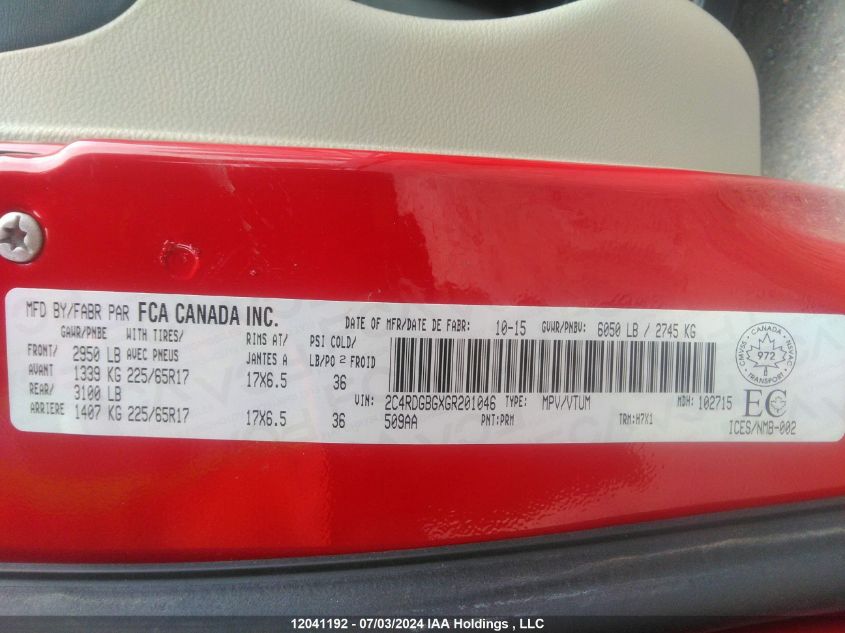 MFD BY/FABR PAR FCA CANADA INC.
DATE OF MFR/DATE DE FABR: 10-15 GVWR/PNBV: 6050 LB / 2745 KG
GAWR/PNBE WITH TIRES/ RIMS AT/ PSI COLD/
FRONT/ 2950 LB AVEC PNEUS JANTES A LB/PO 2 FROID
AVANT 1339 KG 225/65R17 17X6.5 36
REAR/ 3100 LB
ARRIERE 1407 KG 225/65R17 17X6.5 36
VIN: 2C4RDGBGXGR201046 TYPE: MPV/VTUM MDH: 102715
509AA PNT:PRM TRM:H7X1
CMVSS CANADA NSVAC
972
EC
ICES/NMB-002
12041192 - 07/03/2024 IAA Holdings , LLC